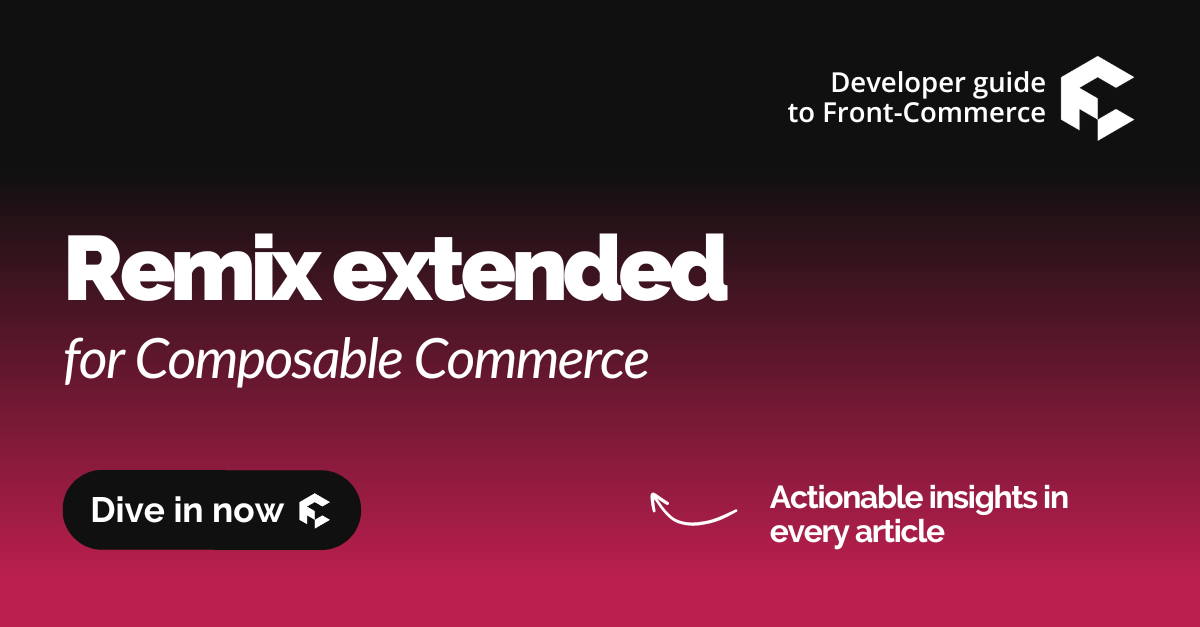 Developer guide
to Front-Commerce
Remix extended
for Composable Commerce
Dive in now
Actionable insights in
every article